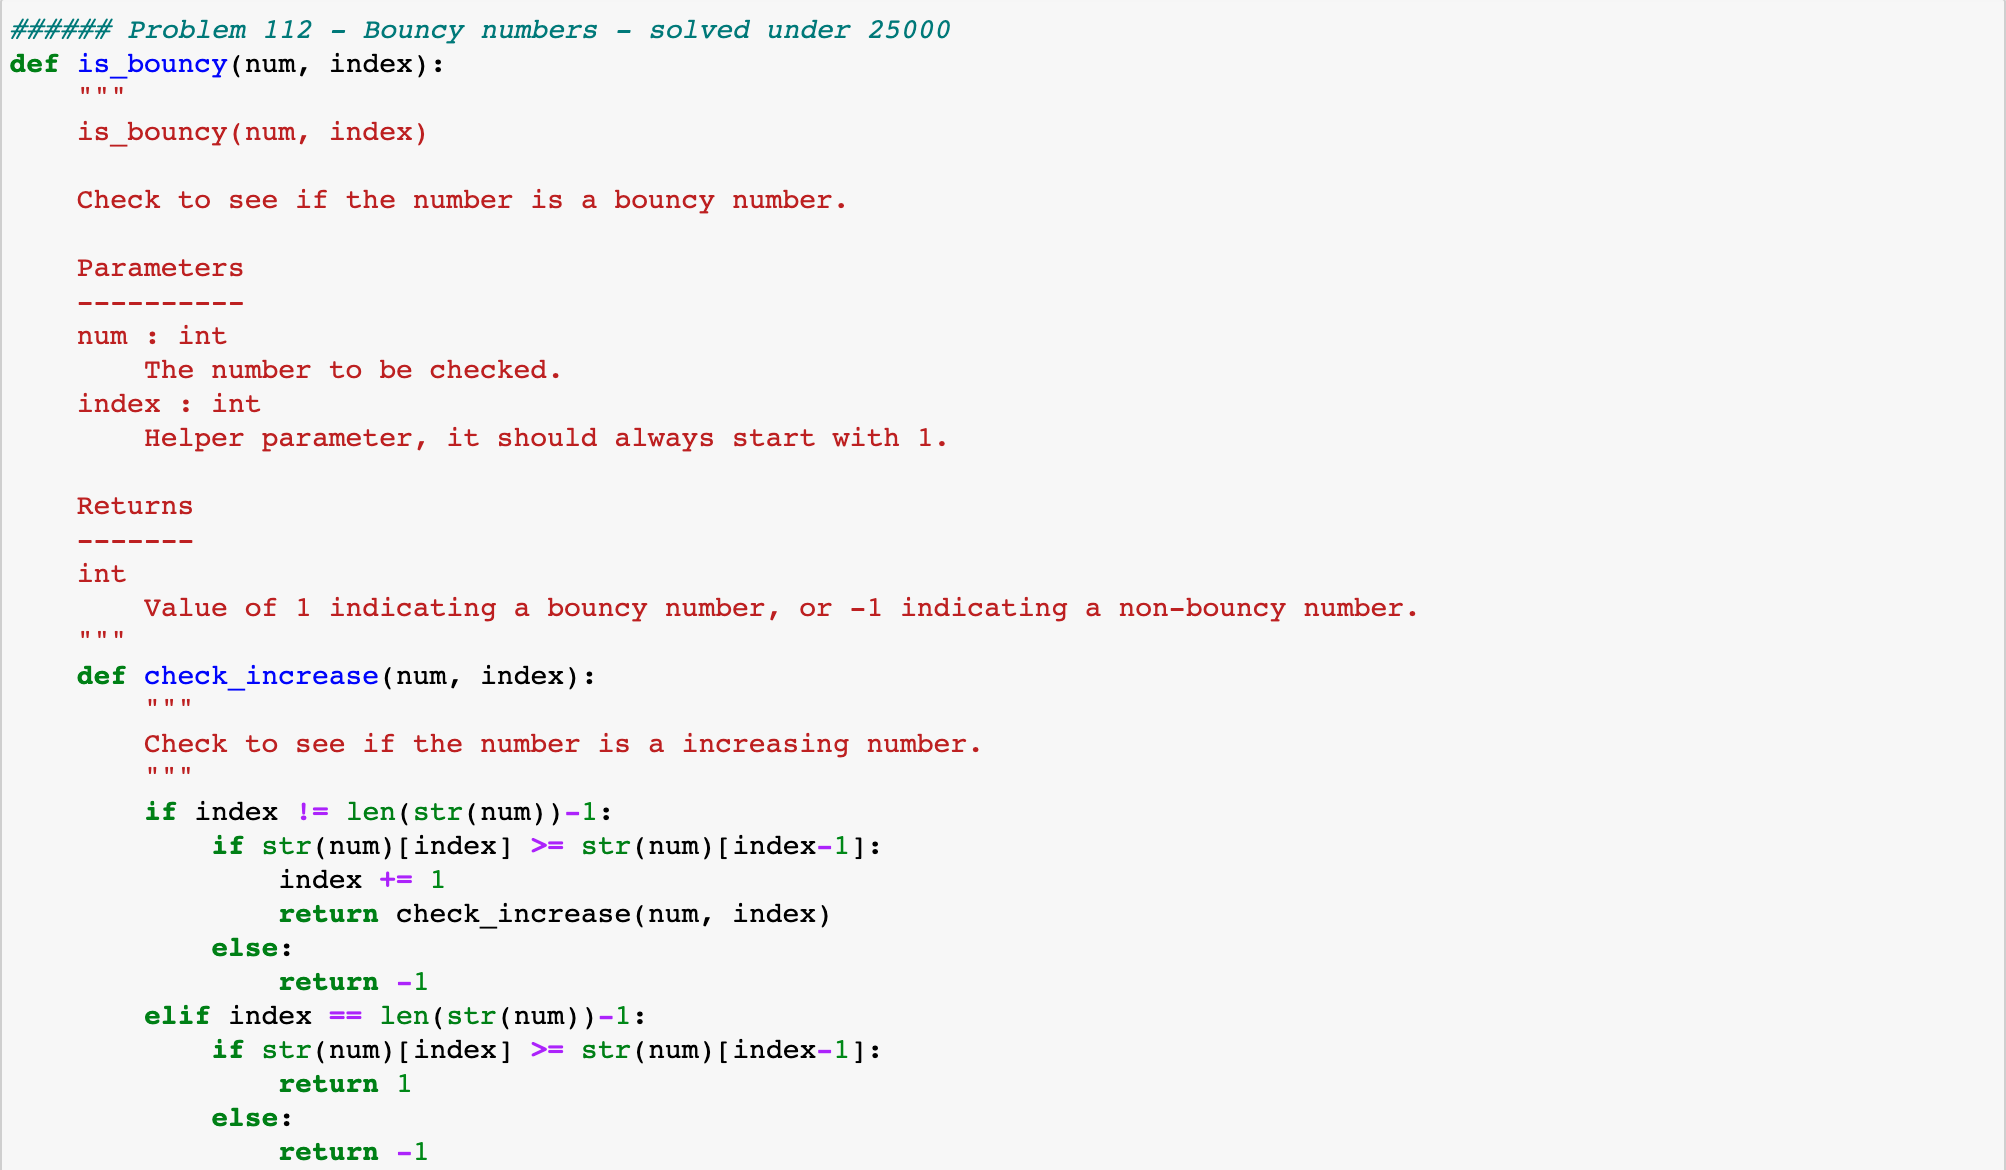 ###### Problem 112 - Bouncy numbers - solved under 25000
def is_bouncy(num, index):
    """
    is_bouncy(num, index)

    Check to see if the number is a bouncy number.

    Parameters
    ----------
    num : int
        The number to be checked.
    index : int
        Helper parameter, it should always start with 1.

    Returns
    -------
    int
        Value of 1 indicating a bouncy number, or -1 indicating a non-bouncy number.
    """
    def check_increase(num, index):
        """
        Check to see if the number is a increasing number.
        """
        if index != len(str(num))-1:
            if str(num)[index] >= str(num)[index-1]:
                index += 1
                return check_increase(num, index)
            else:
                return -1
        elif index == len(str(num))-1:
            if str(num)[index] >= str(num)[index-1]:
                return 1
            else:
                return -1